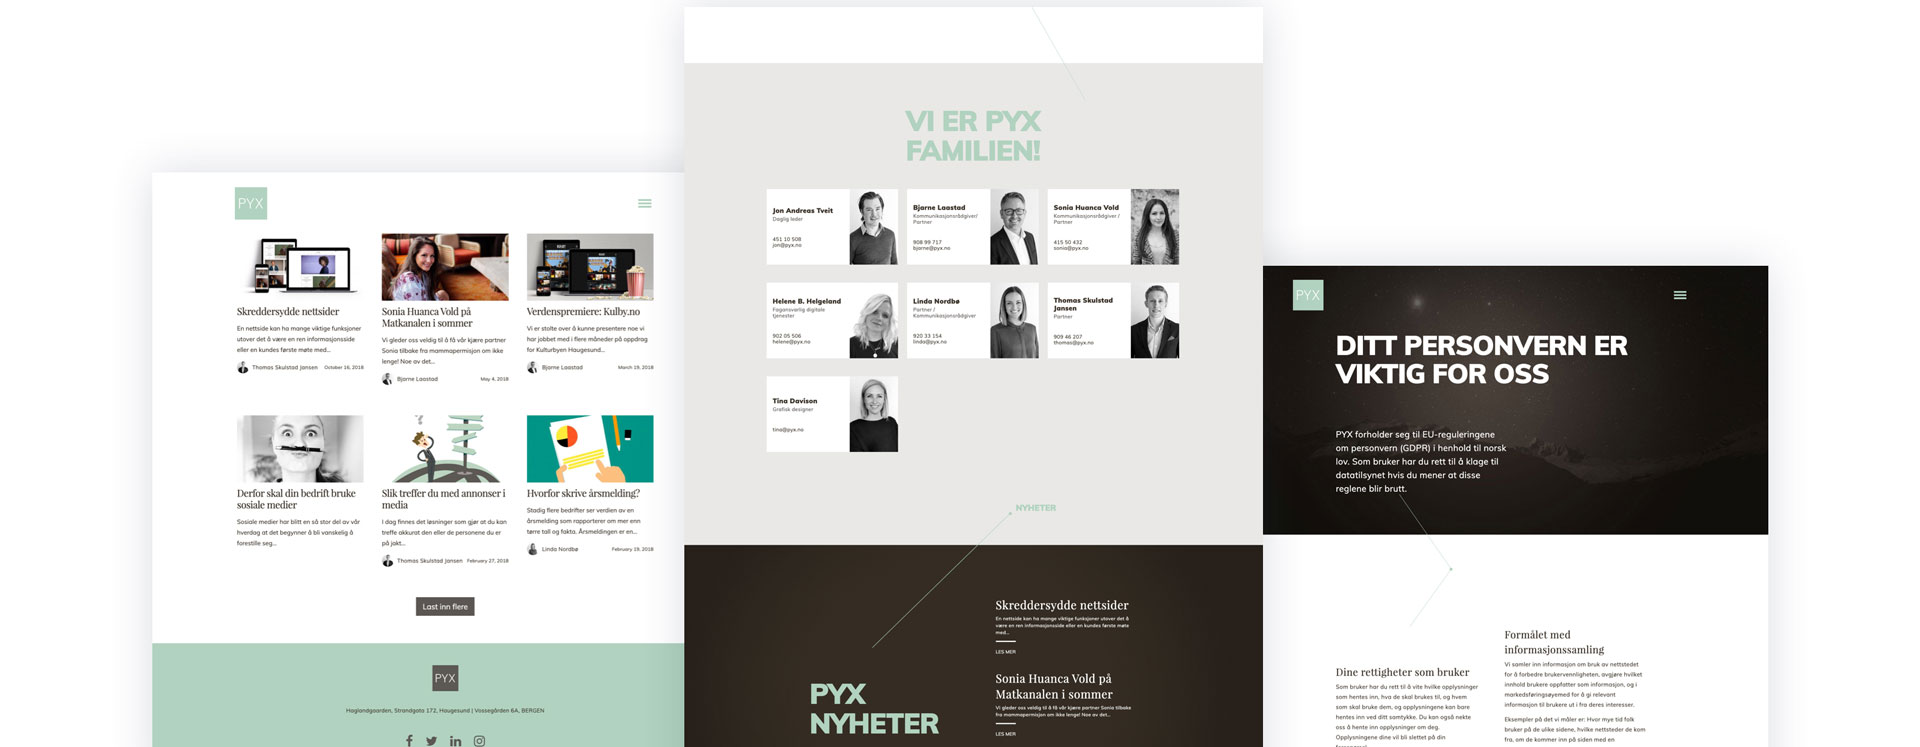 PYX
Skreddersydde nettsider
En nettside kan ha mange viktige funksjoner
utover det å være en ren informasjonsside
eller en kundes første møte med...
Thomas Skulstad Jansen October 16, 2018
Sonia Huanca Vold på
Matkanalen i sommer
Vi gleder oss veldig til å få vår kjære partner
Sonia tilbake fra mammapermisjon om ikke
lenge! Noe av det...
Bjarne Laastad May 4, 2018
Verdenspremiere: Kulby.no
Vi er stolte over å kunne presentere noe vi
har jobbet med i flere måneder på oppdrag
for Kulturbyen Haugesund...
Bjarne Laastad March 19, 2018
Derfor skal din bedrift bruke
sosiale medier
Sosiale medier har blitt en så stor del av vår
hverdag at det begynner å bli vanskelig å
forestille seg...
Slik treffer du med annonser i
media
I dag finnes det løsninger som gjør at du kan
treffe akkurat den eller de personene du er
på jakt...
Thomas Skulstad Jansen February 27, 2018
Hvorfor skrive årsmelding?
Stadig flere bedrifter ser verdien av en
årsmelding som rapporterer om mer enn
tørre tall og fakta. Årsmeldingen er en...
Linda Nordbø February 19, 2018
Last inn flere
PYX
Haglandgaarden, Strandgata 172, Haugesund | Vossegården 6A, BERGEN
VI ER PYX
FAMILIEN!
Jon Andreas Tveit
Daglig leder
451 10 508
jon@pyx.no
Bjarne Laastad
Kommunikasjonsrådgiver/
Partner
908 99 717
bjarne@pyx.no
Sonia Huanca Vold
Kommunikasjonsrådgiver /
Partner
415 50 432
sonia@pyx.no
Helene B. Helgeland
Fagansvarlig digitale
tjenester
902 05 506
helene@pyx.no
Linda Nordbø
Partner /
Kommunikasjonsrådgiver
920 33 154
linda@pyx.no
Thomas Skulstad
Jansen
Partner
909 46 207
thomas@pyx.no
Tina Davison
Grafisk designer
tina@pyx.no
NYHETER
PYX
NYHETER
Skreddersydde nettsider
En nettside kan ha mange viktige funksjoner utover det å
være en ren informasjonsside eller en kundes første møte
med...
LES MER
Sonia Huanca Vold på
Matkanalen i sommer
Vi gleder oss veldig til å få vår kjære partner Sonia tilbake
fra mammapermisjon om ikke lenge! Noe av det...
LES MER
PYX
DITT PERSONVERN ER
VIKTIG FOR OSS
PYX forholder seg til EU-reguleringene
om personvern (GDPR) i henhold til norsk
lov. Som bruker har du rett til å klage til
datatilsynet hvis du mener at disse
reglene blir brutt.
Dine rettigheter som bruker
Som bruker har du rett til å vite hvilke opplysninger
som hentes inn, hva de skal brukes til, og hvem
som skal bruke dem, og opplysningene kan bare
hentes inn ved ditt samtykke. Du kan også nekte
oss å hente inn opplysninger om deg.
Opplysningene dine vil bli slettet på din
Formålet med
informasjonssamling
Vi samler inn informasjon om bruk av nettstedet
for å forbedre brukervennligheten, avgjøre hvilket
innhold brukere oppfatter som informasjon, og i
markedsføringsøyemed for å gi relevant
informasjon til brukere ut i fra deres interesser.
Eksempler på det vi måler er: Hvor mye tid folk
bruker på de ulike sidene, hvilke nettsteder de kom
fra, om de kommer inn på siden med en